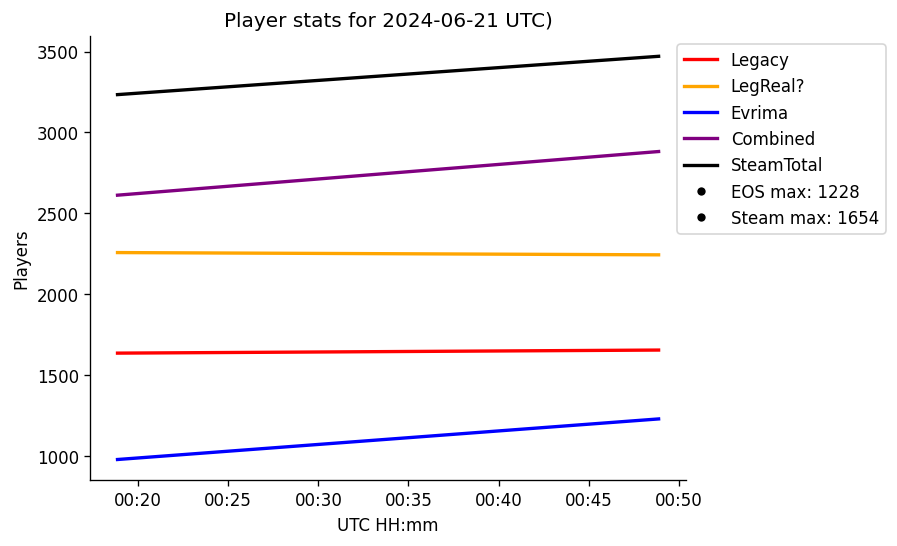 Player stats for 2024-06-21 UTC)
Players
3500
3000
2500
2000
1500
1000
00:20 00:25 00:30 00:35 00:40 00:45 00:50
UTC HH:mm
Legacy
LegReal?
Evrima
Combined
SteamTotal
EOS max: 1228
Steam max: 1654